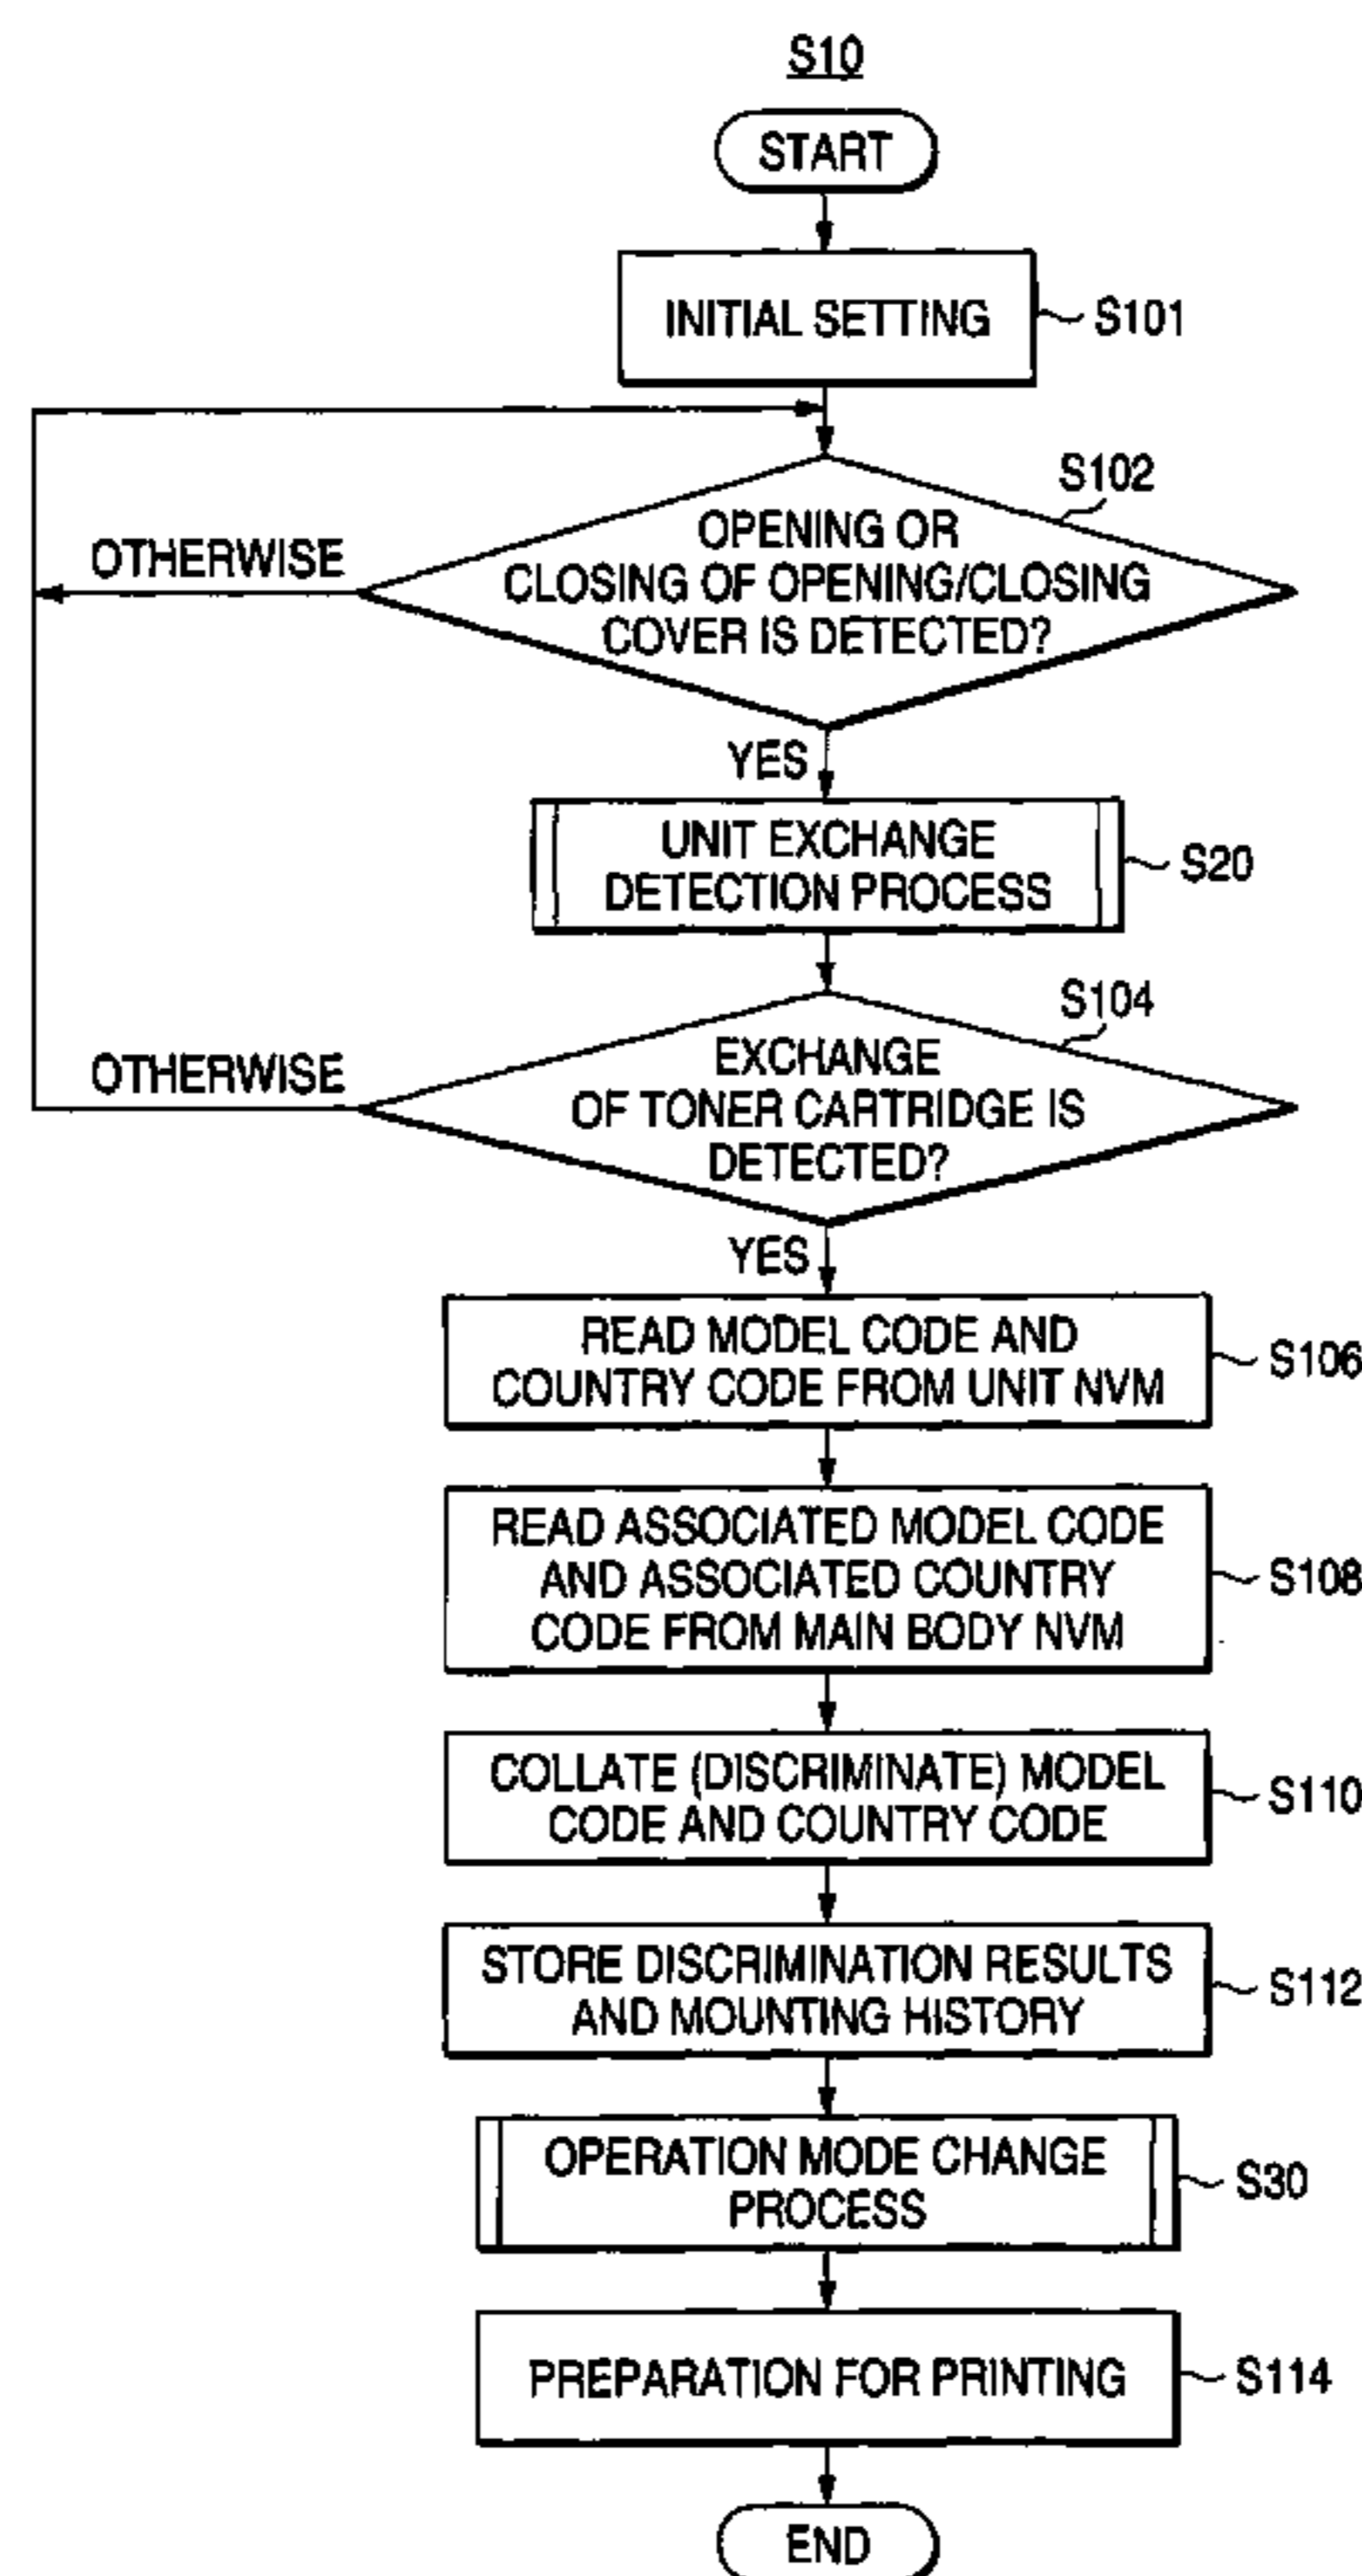 S10
START
INITIAL SETTING
S101
S102
OPENING OR
CLOSING OF OPENING/CLOSING
COVER IS DETECTED?
OTHERWISE
YES
UNIT EXCHANGE
DETECTION PROCESS
S20
S104
EXCHANGE
OF TONER CARTRIDGE IS
DETECTED?
OTHERWISE
YES
READ MODEL CODE AND
COUNTRY CODE FROM UNIT NVM
S106
READ ASSOCIATED MODEL CODE
AND ASSOCIATED COUNTRY
CODE FROM MAIN BODY NVM
S108
COLLATE (DISCRIMINATE) MODEL
CODE AND COUNTRY CODE
S110
STORE DISCRIMINATION RESULTS
AND MOUNTING HISTORY
S112
OPERATION MODE CHANGE
PROCESS
S30
PREPARATION FOR PRINTING
S114
END